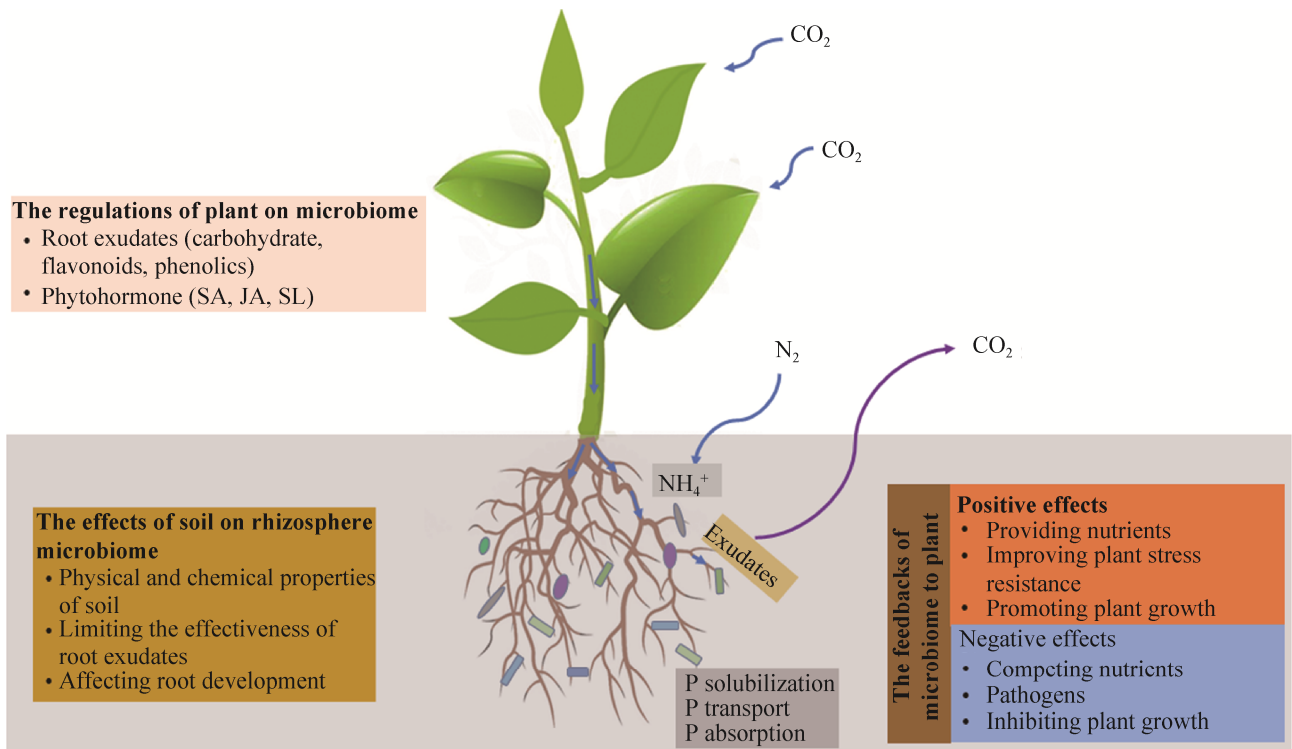 CO₂
CO₂
The regulations of plant on microbiome
• Root exudates (carbohydrate,
flavonoids, phenolics)
• Phytohormone (SA, JA, SL)
N₂
CO₂
NH₄⁺
Exudates
The effects of soil on rhizosphere
microbiome
• Physical and chemical properties
of soil
• Limiting the effectiveness of
root exudates
• Affecting root development
P solubilization
P transport
P absorption
The feedbacks of
microbiome to plant
Positive effects
• Providing nutrients
• Improving plant stress
resistance
• Promoting plant growth
Negative effects
• Competing nutrients
• Pathogens
• Inhibiting plant growth